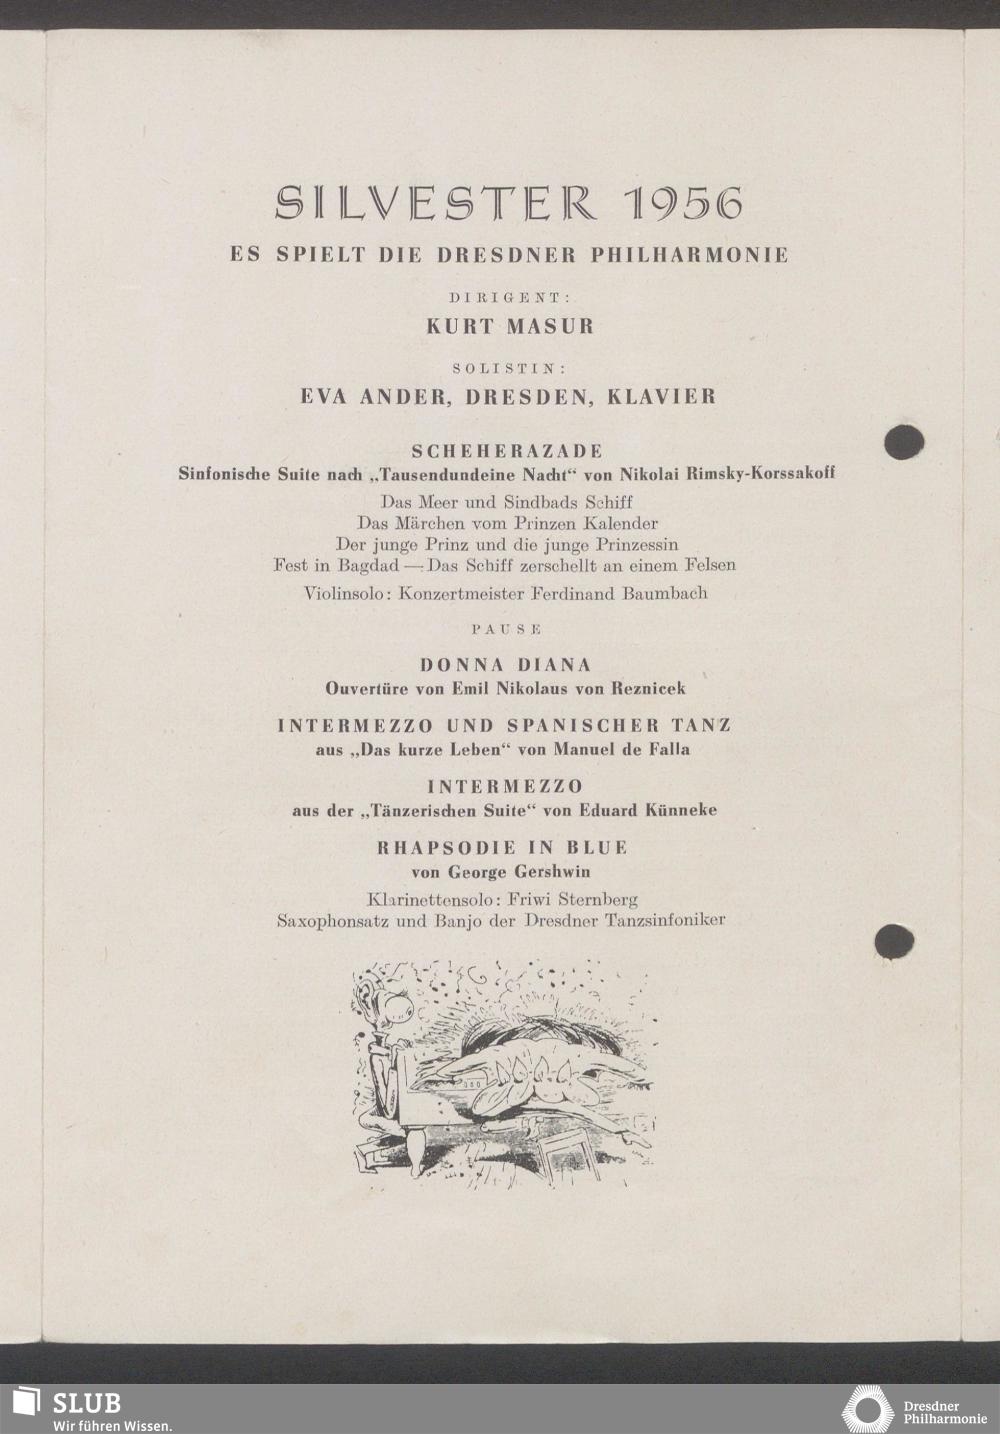 SILVESTER 1956
ES SPIELT DIE DRESDNER PHILHARMONIE
DIRIGENT:
KURT MASUR
SOLISTIN:
EVA ANDER, DRESDEN, KLAVIER
SCHEHERAZADE
Sinfonische Suite nach „Tausendundeine Nacht“ von Nikolai Rimsky-Korssakoff
Das Meer und Sindbads Schiff
Das Märchen vom Prinzen Kalender
Der junge Prinz und die junge Prinzessin
Fest in Bagdad — Das Schiff zerschellt an einem Felsen
Violinsolo: Konzertmeister Ferdinand Baumbach
PAUSE
DONNA DIANA
Ouvertüre von Emil Nikolaus von Reznicek
INTERMEZZO UND SPANISCHER TANZ
aus „Das kurze Leben“ von Manuel de Falla
INTERMEZZO
aus der „Tänzerischen Suite“ von Eduard Künneke
RHAPSODIE IN BLUE
von George Gershwin
Klarinettensolo: Friwi Sternberg
Saxophonsatz und Banjo der Dresdner Tanzsinfoniker
SLUB
Wir führen Wissen.
Dresdner
Philharmonie